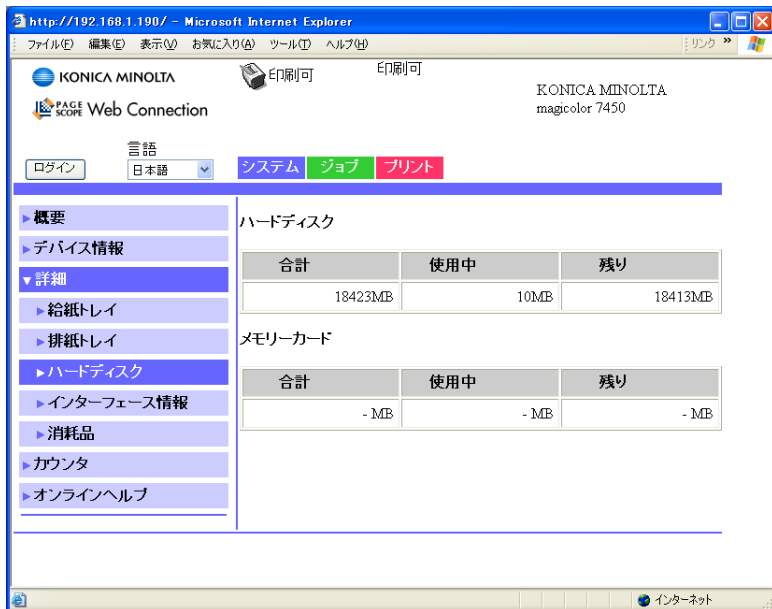 http://192.168.1.190/ - Microsoft Internet Explorer
ファイル(F) 編集(E) 表示(V) お気に入り(A) ツール(T) ヘルプ(H) リンク »
KONICA MINOLTA
印刷可 印刷可
KONICA MINOLTA
magicolor 7450
PAGE SCOPE Web Connection
言語
ログイン 日本語 システム ジョブ プリント
概要
デバイス情報
詳細
給紙トレイ
排紙トレイ
ハードディスク
インターフェース情報
消耗品
カウンタ
オンラインヘルプ
ハードディスク
合計 使用中 残り
18423MB 10MB 18413MB
メモリーカード
合計 使用中 残り
- MB - MB - MB
インターネット